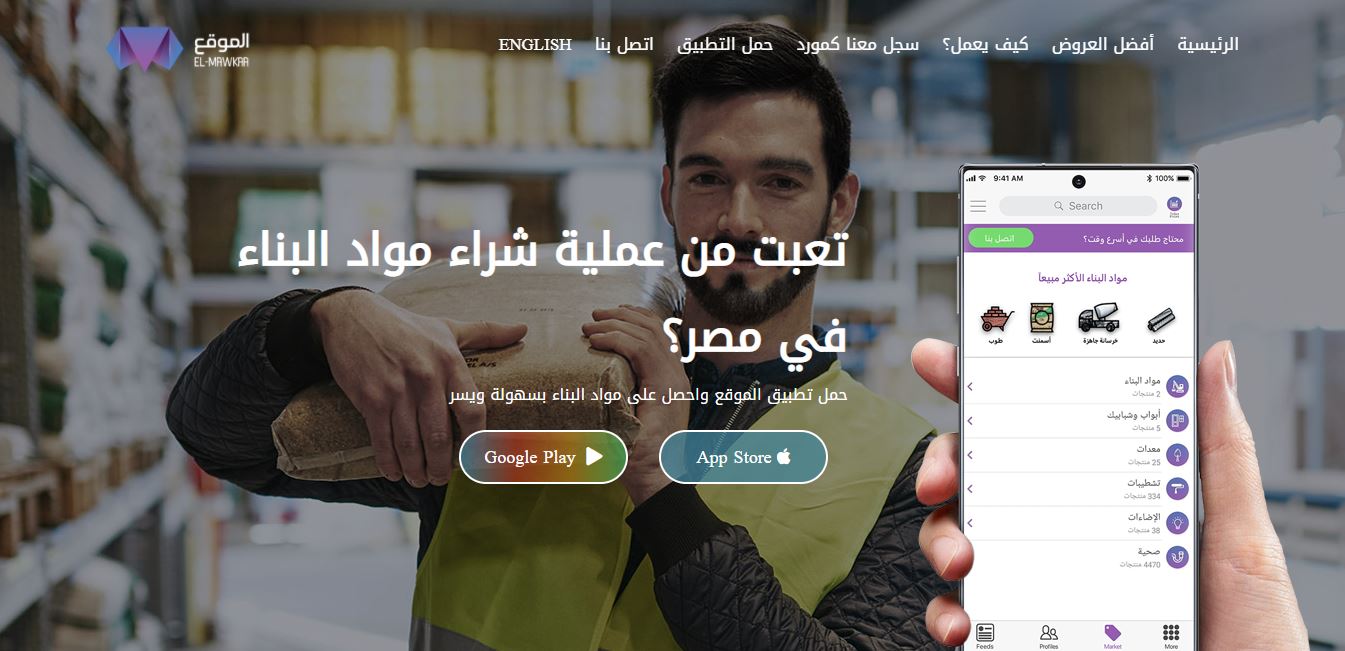 الموقع
EL-MAWKAA
الرئيسية
أفضل العروض
كيف يعمل؟
سجل معنا كمورد
حمل التطبيق
اتصل بنا
ENGLISH
تعبت من عملية شراء مواد البناء
في مصر؟
حمل تطبيق الموقع واحصل على مواد البناء بسهولة ويسر
App Store
Google Play
9:41 AM
100%
Search
محتاج طلبك في أسرع وقت؟
اتصل بنا
مواد البناء الأكثر مبيعاً
حديد
خرسانة جاهزة
أسمنت
طوب
مواد البناء
2 منتجات
أبواب وشبابيك
5 منتجات
معدات
25 منتجات
تشطيبات
334 منتجات
الإضاءات
38 منتجات
صحية
4470 منتجات
Feeds
Profiles
Market
More